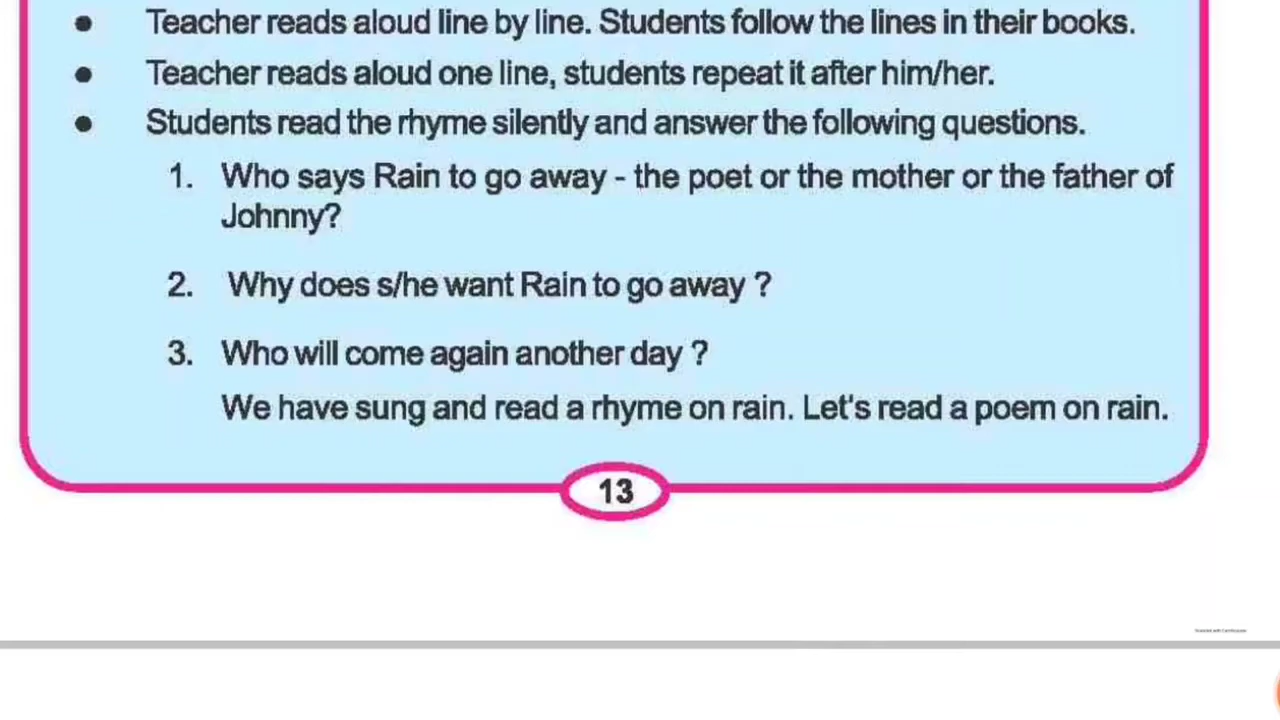 • Teacher reads aloud line by line. Students follow the lines in their books.
• Teacher reads aloud one line, students repeat it after him/her.
• Students read the rhyme silently and answer the following questions.
1. Who says Rain to go away - the poet or the mother or the father of
Johnny?
2. Why does s/he want Rain to go away ?
3. Who will come again another day ?
We have sung and read a rhyme on rain. Let's read a poem on rain.
13